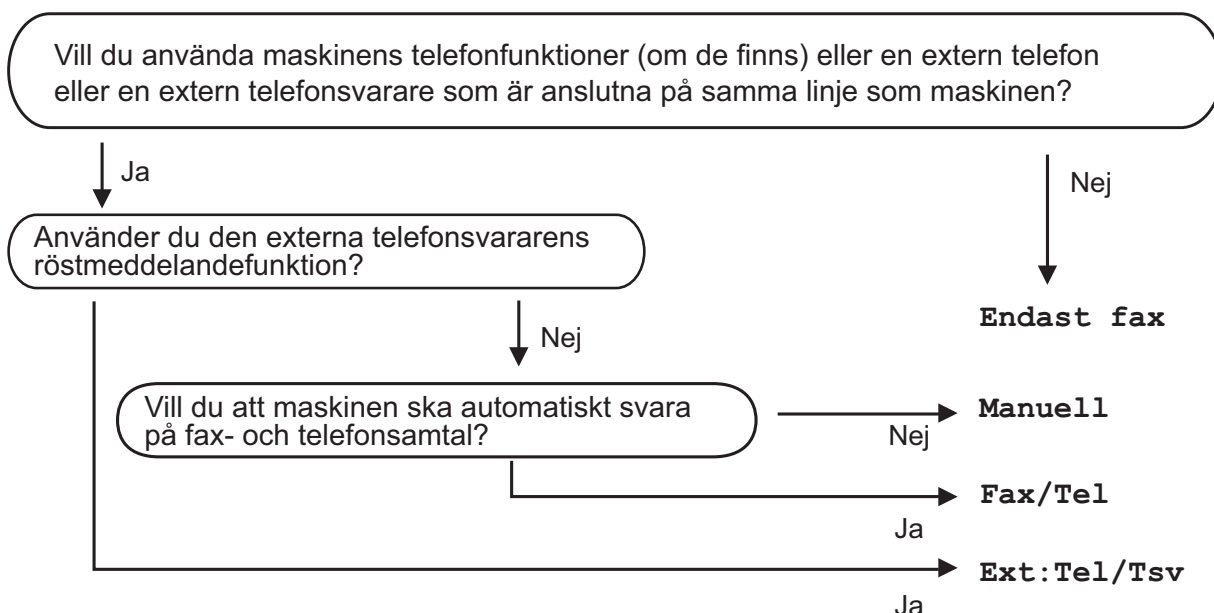 Vill du använda maskinens telefonfunktioner (om de finns) eller en extern telefon
eller en extern telefonsvarare som är anslutna på samma linje som maskinen?
Ja
Nej
Använder du den externa telefonsvararens
röstmeddelandefunktion?
Endast fax
Nej
Vill du att maskinen ska automatiskt svara
på fax- och telefonsamtal?
Manuell
Nej
Fax/Tel
Ja
Ext:Tel/Tsv
Ja